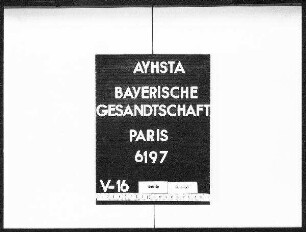 AYHSTA
BAYERISCHE
GESANDTSCHAFT
PARIS
6197
V-16